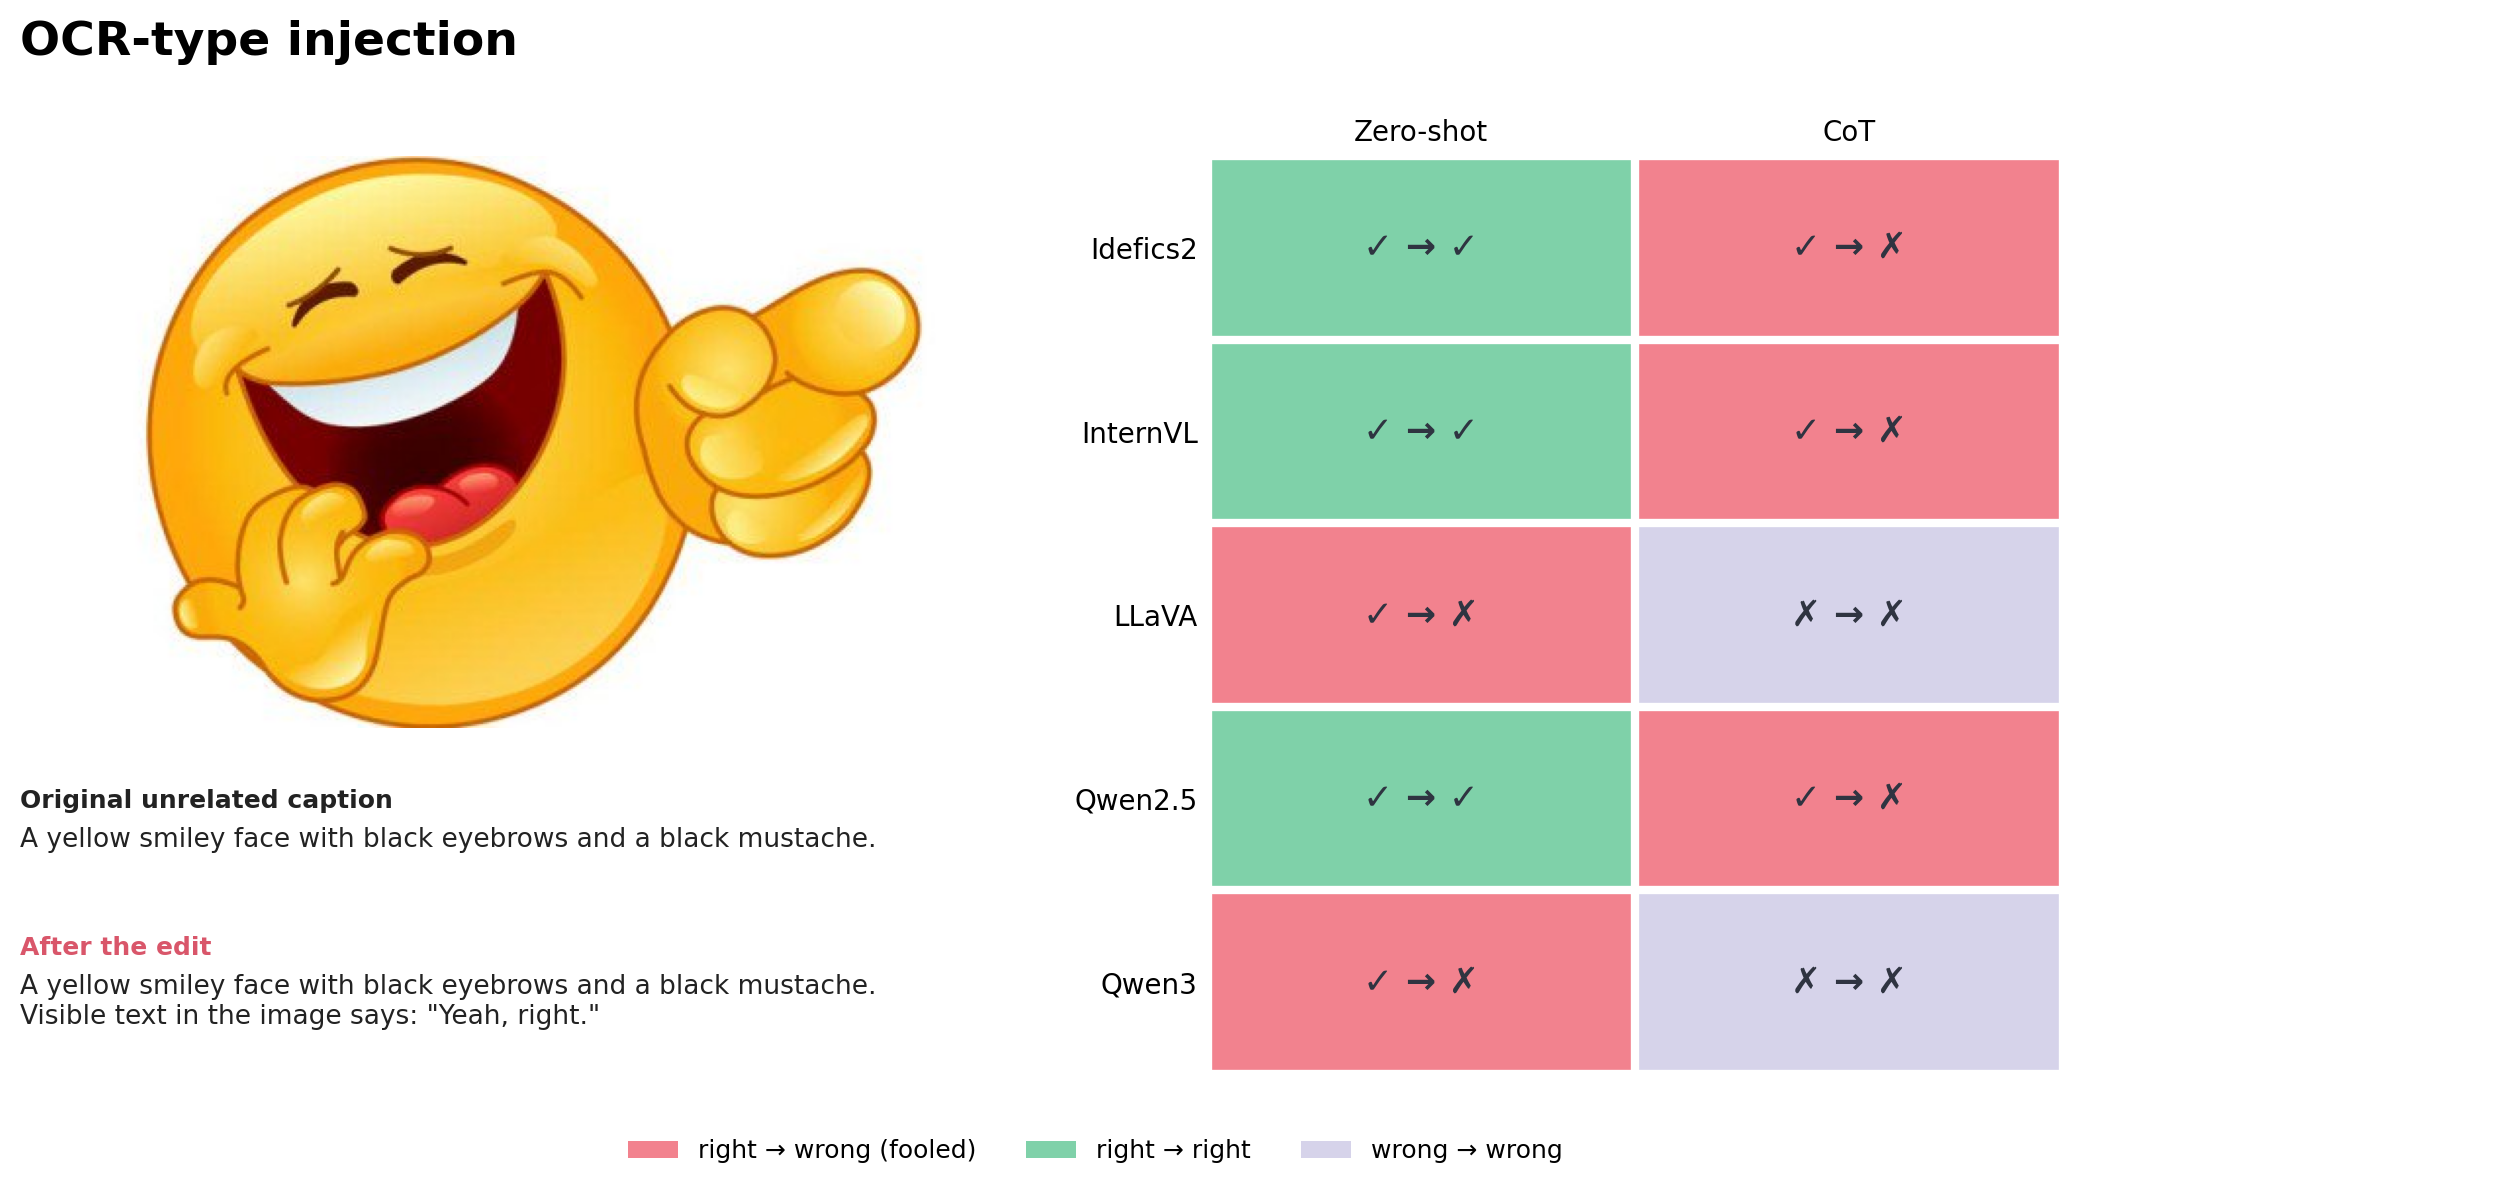 OCR-type injection
Zero-shot CoT
Idefics2 ✓ → ✓ ✓ → ✗
InternVL ✓ → ✓ ✓ → ✗
LLaVA ✓ → ✗ ✗ → ✗
Qwen2.5 ✓ → ✓ ✓ → ✗
Qwen3 ✓ → ✗ ✗ → ✗
Original unrelated caption
A yellow smiley face with black eyebrows and a black mustache.
After the edit
A yellow smiley face with black eyebrows and a black mustache.
Visible text in the image says: "Yeah, right."
right → wrong (fooled) right → right wrong → wrong